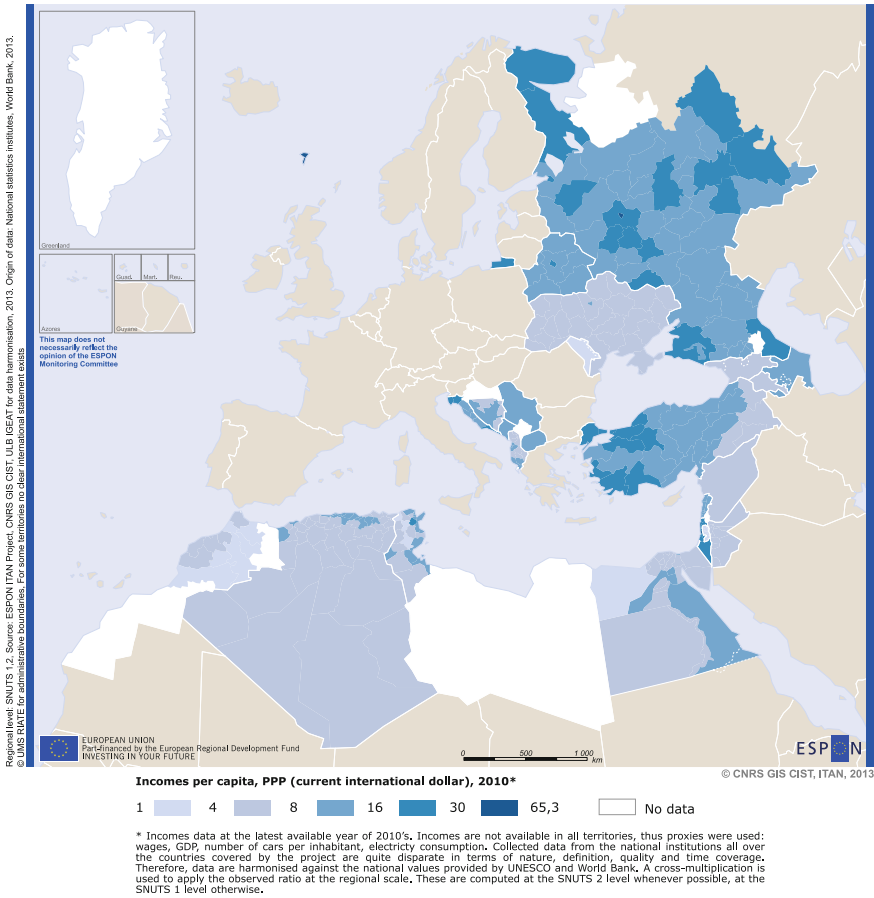 Regional level: SNUTS 1,2, Source: ESPON ITAN Project, CNRS GIS CIST, ULB IGEAT for data harmonisation, 2013. Origin of data: National statistics institutes, World Bank, 2013.
© UMS RIATE for administrative boundaries. For some territories no clear international statement exists
Greenland
Guad. Mart. Reu.
Azores
Guyane
This map does not
necessarily reflect the
opinion of the ESPON
Monitoring Committee
EUROPEAN UNION
Part-financed by the European Regional Development Fund
INVESTING IN YOUR FUTURE
0 500 1 000
km
ESPON
© CNRS GIS CIST, ITAN, 2013
Incomes per capita, PPP (current international dollar), 2010*
1 4 8 16 30 65,3 No data
* Incomes data at the latest available year of 2010's. Incomes are not available in all territories, thus proxies were used:
wages, GDP, number of cars per inhabitant, electricty consumption. Collected data from the national institutions all over
the countries covered by the project are quite disparate in terms of nature, definition, quality and time coverage.
Therefore, data are harmonised against the national values provided by UNESCO and World Bank. A cross-multiplication is
used to apply the observed ratio at the regional scale. These are computed at the SNUTS 2 level whenever possible, at the
SNUTS 1 level otherwise.